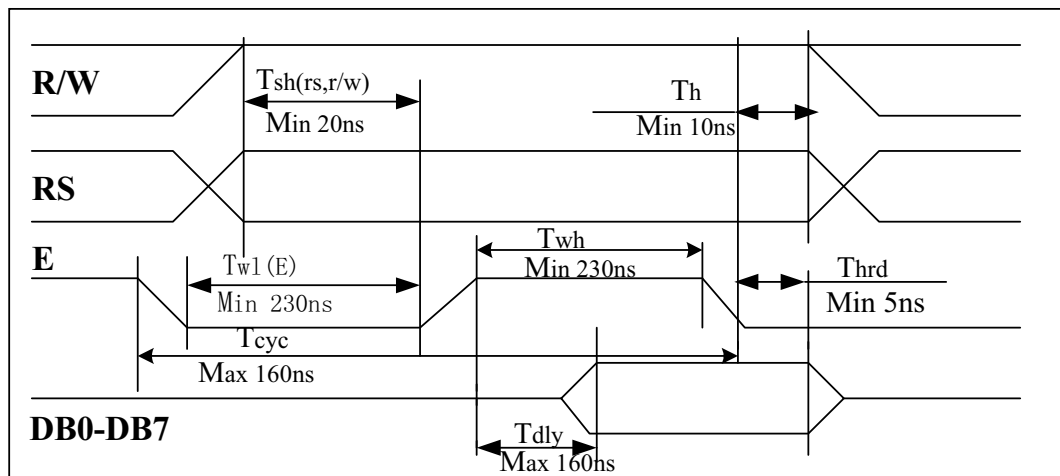 R/W
Tsh(rs,r/w)
Min 20ns
Th
Min 10ns
RS
E
Twl(E)
Min 230ns
Twh
Min 230ns
Thrd
Min 5ns
Tcyc
Max 160ns
DB0-DB7
Tdly
Max 160ns